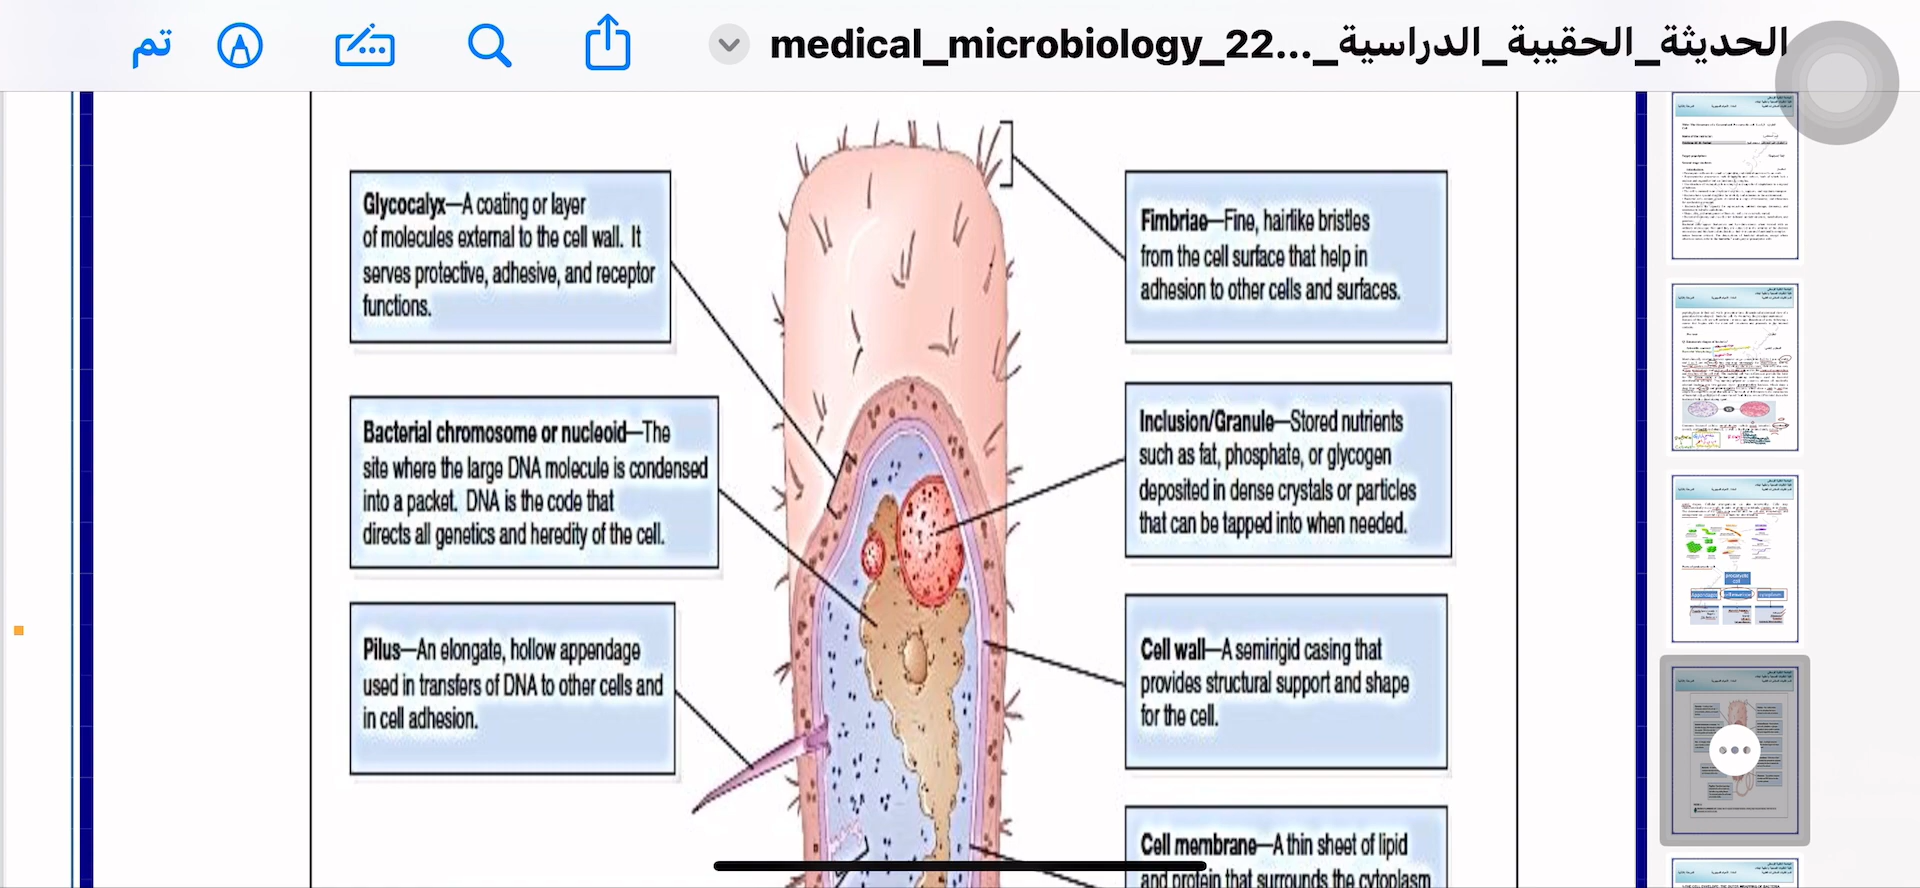 تم
medical_microbiology_22..._الحديثة_الحقيبة_الدراسية
Glycocalyx—A coating or layer
of molecules external to the cell wall. It
serves protective, adhesive, and receptor
functions.
Bacterial chromosome or nucleoid—The
site where the large DNA molecule is condensed
into a packet. DNA is the code that
directs all genetics and heredity of the cell.
Pilus—An elongate, hollow appendage
used in transfers of DNA to other cells and
in cell adhesion.
Fimbriae—Fine, hairlike bristles
from the cell surface that help in
adhesion to other cells and surfaces.
Inclusion/Granule—Stored nutrients
such as fat, phosphate, or glycogen
deposited in dense crystals or particles
that can be tapped into when needed.
Cell wall—A semirigid casing that
provides structural support and shape
for the cell.
Cell membrane—A thin sheet of lipid
and protein that surrounds the cytoplasm